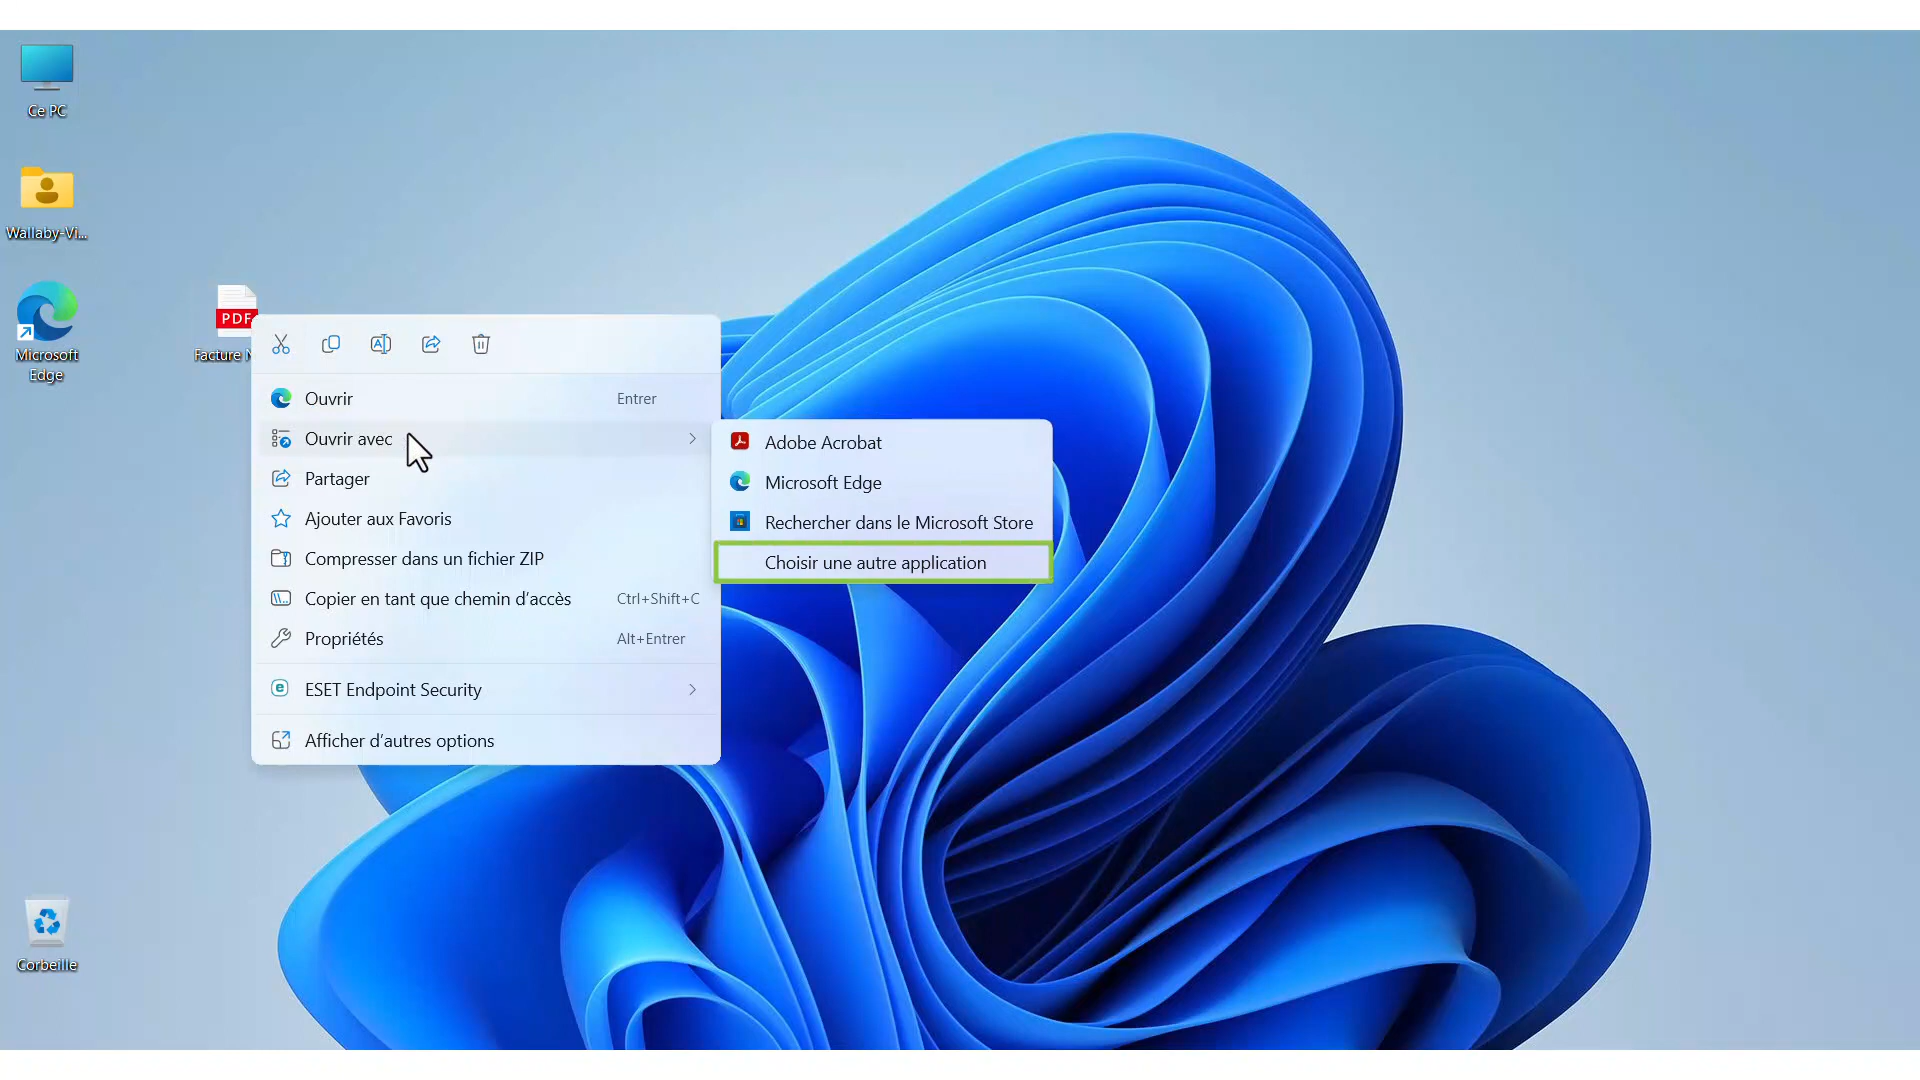 Ce PC
Wallaby-Vi...
Microsoft
Edge
PDF
Facture
Ouvrir Entrer
Ouvrir avec
Partager
Ajouter aux Favoris
Compresser dans un fichier ZIP
Copier en tant que chemin d'accès Ctrl+Shift+C
Propriétés Alt+Entrer
ESET Endpoint Security
Afficher d'autres options
Adobe Acrobat
Microsoft Edge
Rechercher dans le Microsoft Store
Choisir une autre application
Corbeille